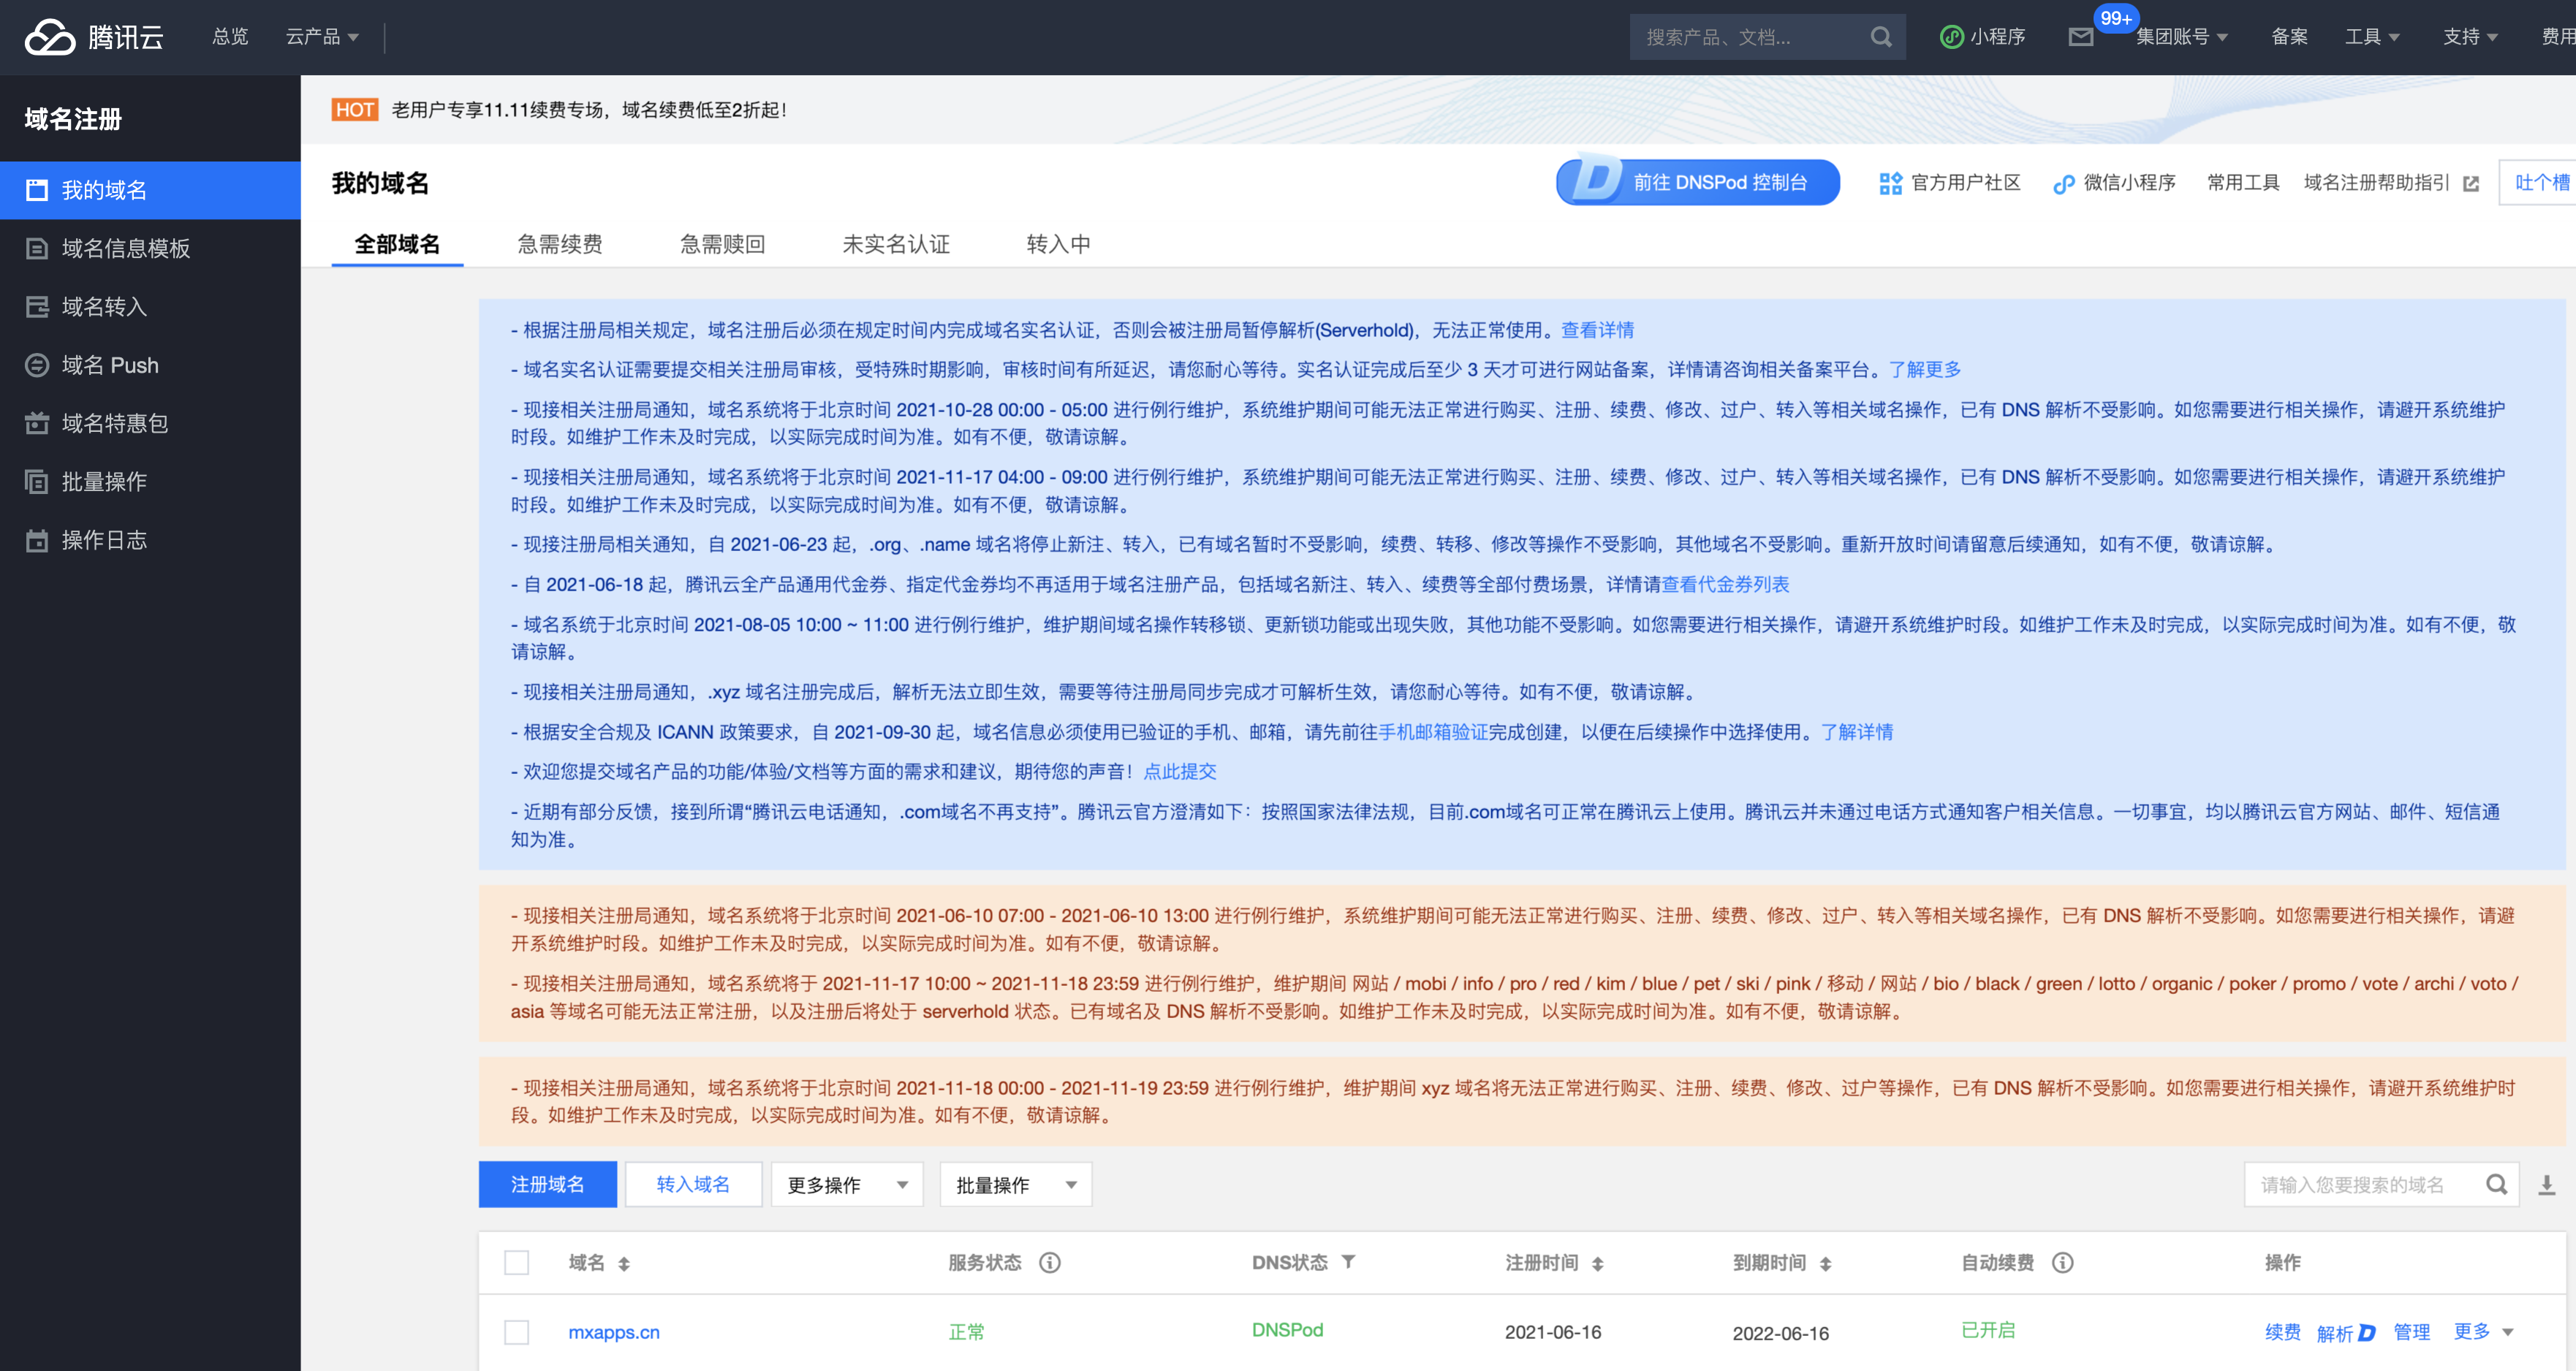 腾讯云 总览 云产品 搜索产品、文档... 小程序 99+ 集团账号 备案 工具 支持 费用
域名注册
我的域名
域名信息模板
域名转入
域名 Push
域名特惠包
批量操作
操作日志
HOT 老用户专享11.11续费专场，域名续费低至2折起！
我的域名 前往 DNSPod 控制台 官方用户社区 微信小程序 常用工具 域名注册帮助指引 吐个槽
全部域名 急需续费 急需赎回 未实名认证 转入中
- 根据注册局相关规定，域名注册后必须在规定时间内完成域名实名认证，否则会被注册局暂停解析(Serverhold)，无法正常使用。查看详情
- 域名实名认证需要提交相关注册局审核，受特殊时期影响，审核时间有所延迟，请您耐心等待。实名认证完成后至少 3 天才可进行网站备案，详情请咨询相关备案平台。了解更多
- 现接相关注册局通知，域名系统将于北京时间 2021-10-28 00:00 - 05:00 进行例行维护，系统维护期间可能无法正常进行购买、注册、续费、修改、过户、转入等相关域名操作，已有 DNS 解析不受影响。如您需要进行相关操作，请避开系统维护
时段。如维护工作未及时完成，以实际完成时间为准。如有不便，敬请谅解。
- 现接相关注册局通知，域名系统将于北京时间 2021-11-17 04:00 - 09:00 进行例行维护，系统维护期间可能无法正常进行购买、注册、续费、修改、过户、转入等相关域名操作，已有 DNS 解析不受影响。如您需要进行相关操作，请避开系统维护
时段。如维护工作未及时完成，以实际完成时间为准。如有不便，敬请谅解。
- 现接注册局相关通知，自 2021-06-23 起，.org、.name 域名将停止新注、转入，已有域名暂时不受影响，续费、转移、修改等操作不受影响，其他域名不受影响。重新开放时间请留意后续通知，如有不便，敬请谅解。
- 自 2021-06-18 起，腾讯云全产品通用代金券、指定代金券均不再适用于域名注册产品，包括域名新注、转入、续费等全部付费场景，详情请查看代金券列表
- 域名系统于北京时间 2021-08-05 10:00 ~ 11:00 进行例行维护，维护期间域名操作转移锁、更新锁功能或出现失败，其他功能不受影响。如您需要进行相关操作，请避开系统维护时段。如维护工作未及时完成，以实际完成时间为准。如有不便，敬
请谅解。
- 现接相关注册局通知，.xyz 域名注册完成后，解析无法立即生效，需要等待注册局同步完成才可解析生效，请您耐心等待。如有不便，敬请谅解。
- 根据安全合规及 ICANN 政策要求，自 2021-09-30 起，域名信息必须使用已验证的手机、邮箱，请先前往手机邮箱验证完成创建，以便在后续操作中选择使用。了解详情
- 欢迎您提交域名产品的功能/体验/文档等方面的需求和建议，期待您的声音！点此提交
- 近期有部分反馈，接到所谓“腾讯云电话通知，.com域名不再支持”。腾讯云官方澄清如下：按照国家法律法规，目前.com域名可正常在腾讯云上使用。腾讯云并未通过电话方式通知客户相关信息。一切事宜，均以腾讯云官方网站、邮件、短信通
知为准。
- 现接相关注册局通知，域名系统将于北京时间 2021-06-10 07:00 - 2021-06-10 13:00 进行例行维护，系统维护期间可能无法正常进行购买、注册、续费、修改、过户、转入等相关域名操作，已有 DNS 解析不受影响。如您需要进行相关操作，请避
开系统维护时段。如维护工作未及时完成，以实际完成时间为准。如有不便，敬请谅解。
- 现接相关注册局通知，域名系统将于 2021-11-17 10:00 ~ 2021-11-18 23:59 进行例行维护，维护期间 网站 / mobi / info / pro / red / kim / blue / pet / ski / pink / 移动 / 网站 / bio / black / green / lotto / organic / poker / promo / vote / archi / voto /
asia 等域名可能无法正常注册，以及注册后将处于 serverhold 状态。已有域名及 DNS 解析不受影响。如维护工作未及时完成，以实际完成时间为准。如有不便，敬请谅解。
- 现接相关注册局通知，域名系统将于北京时间 2021-11-18 00:00 - 2021-11-19 23:59 进行例行维护，维护期间 xyz 域名将无法正常进行购买、注册、续费、修改、过户等操作，已有 DNS 解析不受影响。如您需要进行相关操作，请避开系统维护时
段。如维护工作未及时完成，以实际完成时间为准。如有不便，敬请谅解。
注册域名 转入域名 更多操作 批量操作 请输入您要搜索的域名
域名 服务状态 DNS状态 注册时间 到期时间 自动续费 操作
mxapps.cn 正常 DNSPod 2021-06-16 2022-06-16 已开启 续费 解析 管理 更多